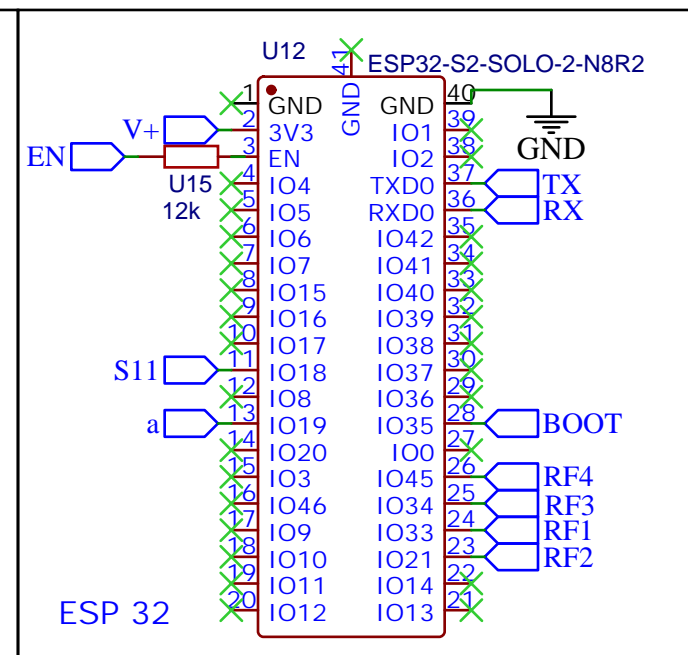 U12
ESP32-S2-SOLO-2-N8R2
41
GND
1 GND GND 40
GND
V+ 2 3V3 IO1 39
EN 3 EN IO2 38
U15
12k
4 IO4 TXD0 37 TX
5 IO5 RXD0 36 RX
6 IO6 IO42 35
7 IO7 IO41 34
8 IO15 IO40 33
9 IO16 IO39 32
10 IO17 IO38 31
S11 11 IO18 IO37 30
12 IO8 IO36 29
a 13 IO19 IO35 28 BOOT
14 IO20 IO0 27
15 IO3 IO45 26 RF4
16 IO46 IO34 25 RF3
17 IO9 IO33 24 RF1
18 IO10 IO21 23 RF2
19 IO11 IO14 22
20 IO12 IO13 21
ESP 32